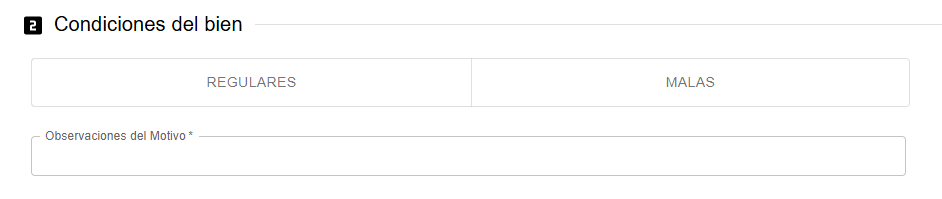 2 Condiciones del bien
REGULARES MALAS
Observaciones del Motivo *